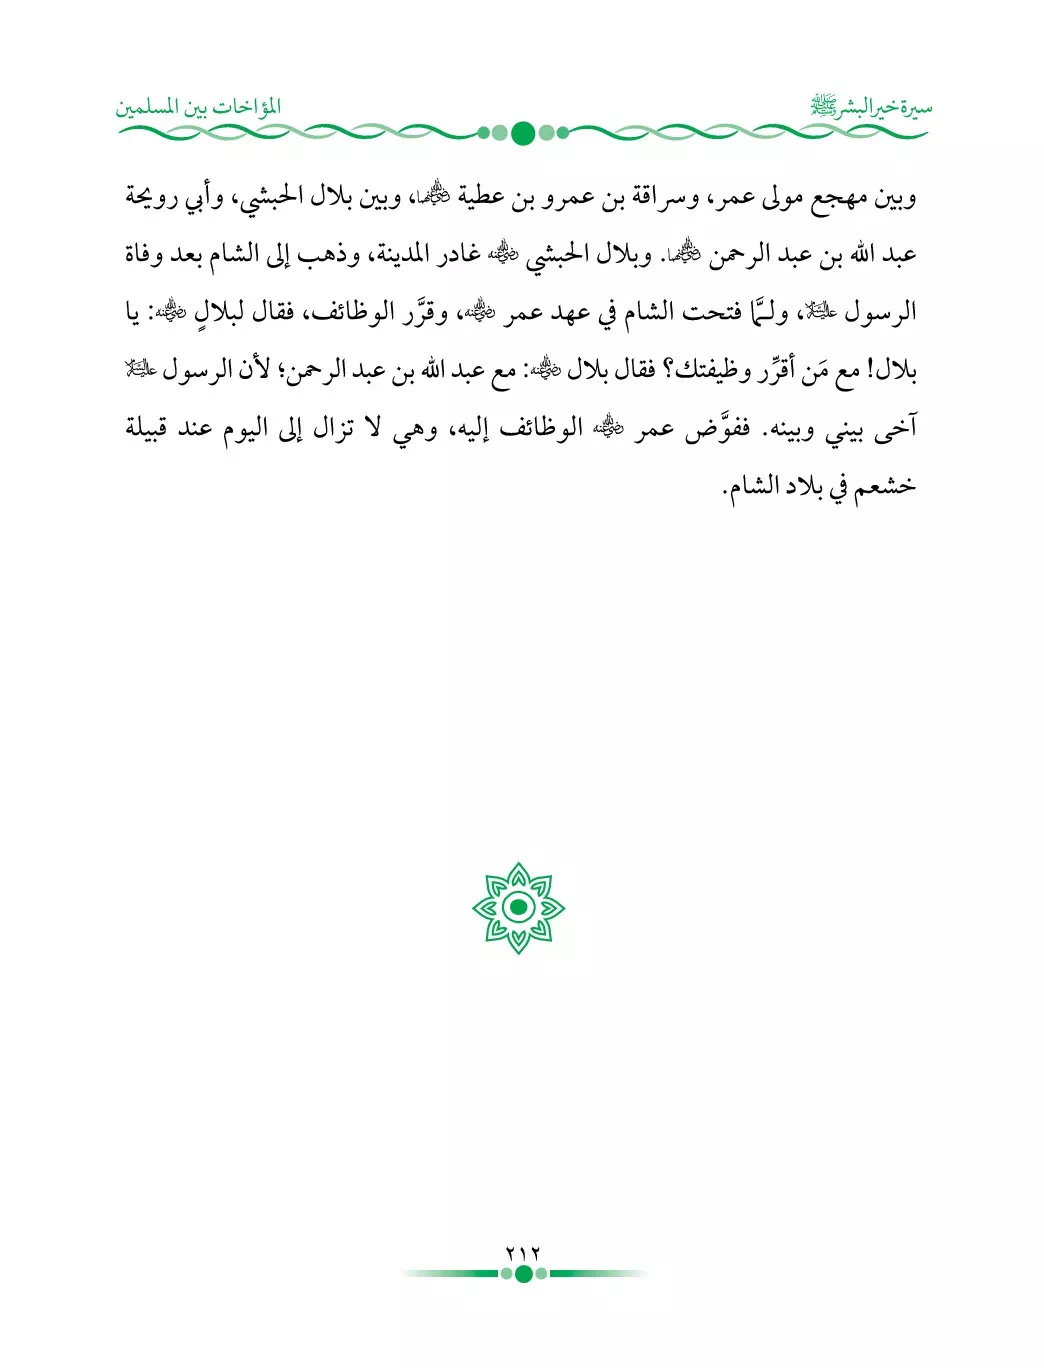 سيرة خير البشر ﷺ
المؤاخات بين المسلمين
وبين مهجع مولى عمر، وسراقة بن عمرو بن عطية رضي الله عنهما، وبين بلال الحبشي، وأبي رويحة
عبد الله بن عبد الرحمن رضي الله عنهما. وبلال الحبشي رضي الله عنه غادر المدينة، وذهب إلى الشام بعد وفاة
الرسول عليه السلام، ولـمَّا فتحت الشام في عهد عمر رضي الله عنه، وقرَّر الوظائف، فقال لبلالٍ رضي الله عنه: يا
بلال! مع مَن أقرِّر وظيفتك؟ فقال بلال رضي الله عنه: مع عبد الله بن عبد الرحمن؛ لأن الرسول عليه السلام
آخى بيني وبينه. ففوَّض عمر رضي الله عنه الوظائف إليه، وهي لا تزال إلى اليوم عند قبيلة
خشعم في بلاد الشام.
٢١٢